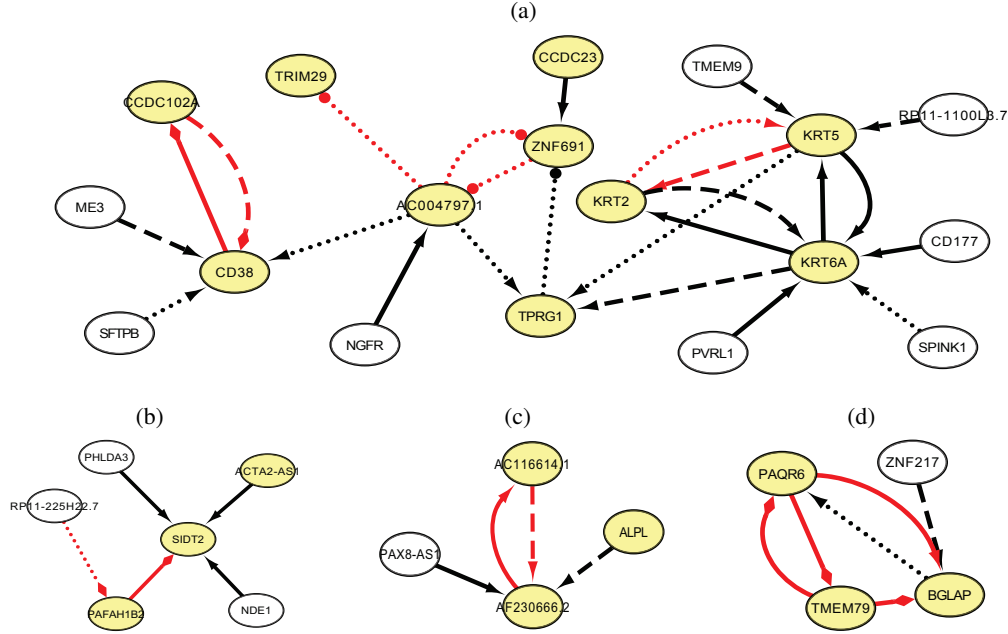 (a)
CCDC23
TRIM29
TMEM9
CCDC102A
RP11-1100L3.7
KRT5
ZNF691
ME3
AC004797.1
KRT2
CD177
CD38
KRT6A
TPRG1
SFTPB
NGFR
PVRL1
SPINK1
(b)
(c)
(d)
PHLDA3
ACTA2-AS1
RP11-225H22.7
SIDT2
PAFAH1B2
NDE1
AC116614.1
ALPL
PAX8-AS1
AF230666.2
ZNF217
PAQR6
BGLAP
TMEM79